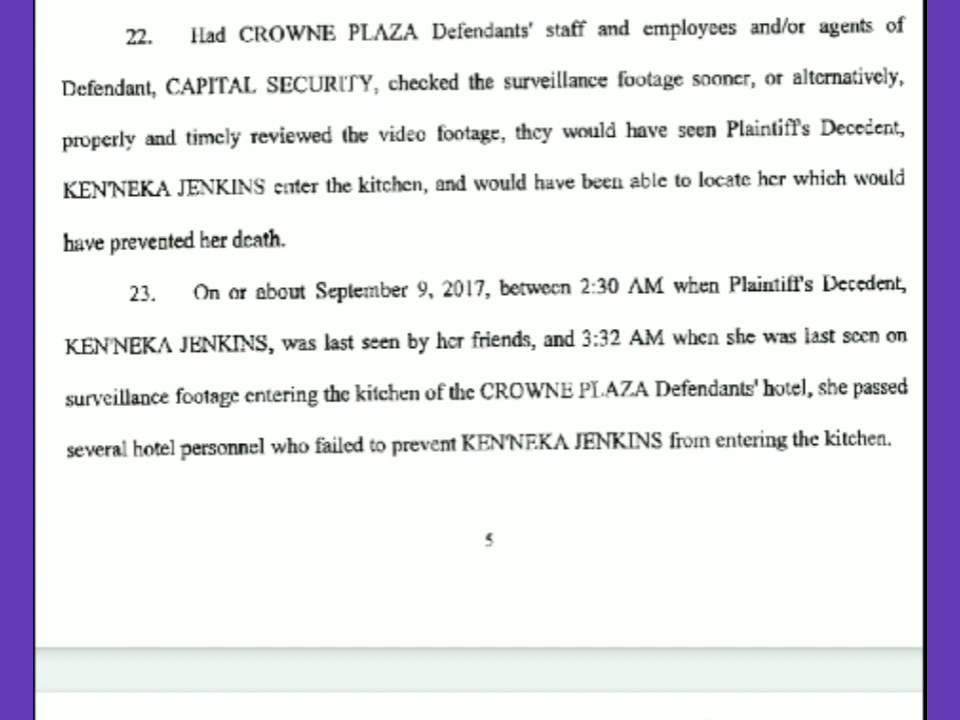 22. Had CROWNE PLAZA Defendants' staff and employees and/or agents of
Defendant, CAPITAL SECURITY, checked the surveillance footage sooner, or alternatively,
properly and timely reviewed the video footage, they would have seen Plaintiff's Decedent,
KENNEKA JENKINS enter the kitchen, and would have been able to locate her which would
have prevented her death.
23. On or about September 9, 2017, between 2:30 AM when Plaintiff's Decedent,
KEN'NEKA JENKINS, was last seen by her friends, and 3:32 AM when she was last seen on
surveillance footage entering the kitchen of the CROWNE PLAZA Defendants' hotel, she passed
several hotel personnel who failed to prevent KEN'NEKA JENKINS from entering the kitchen.
5